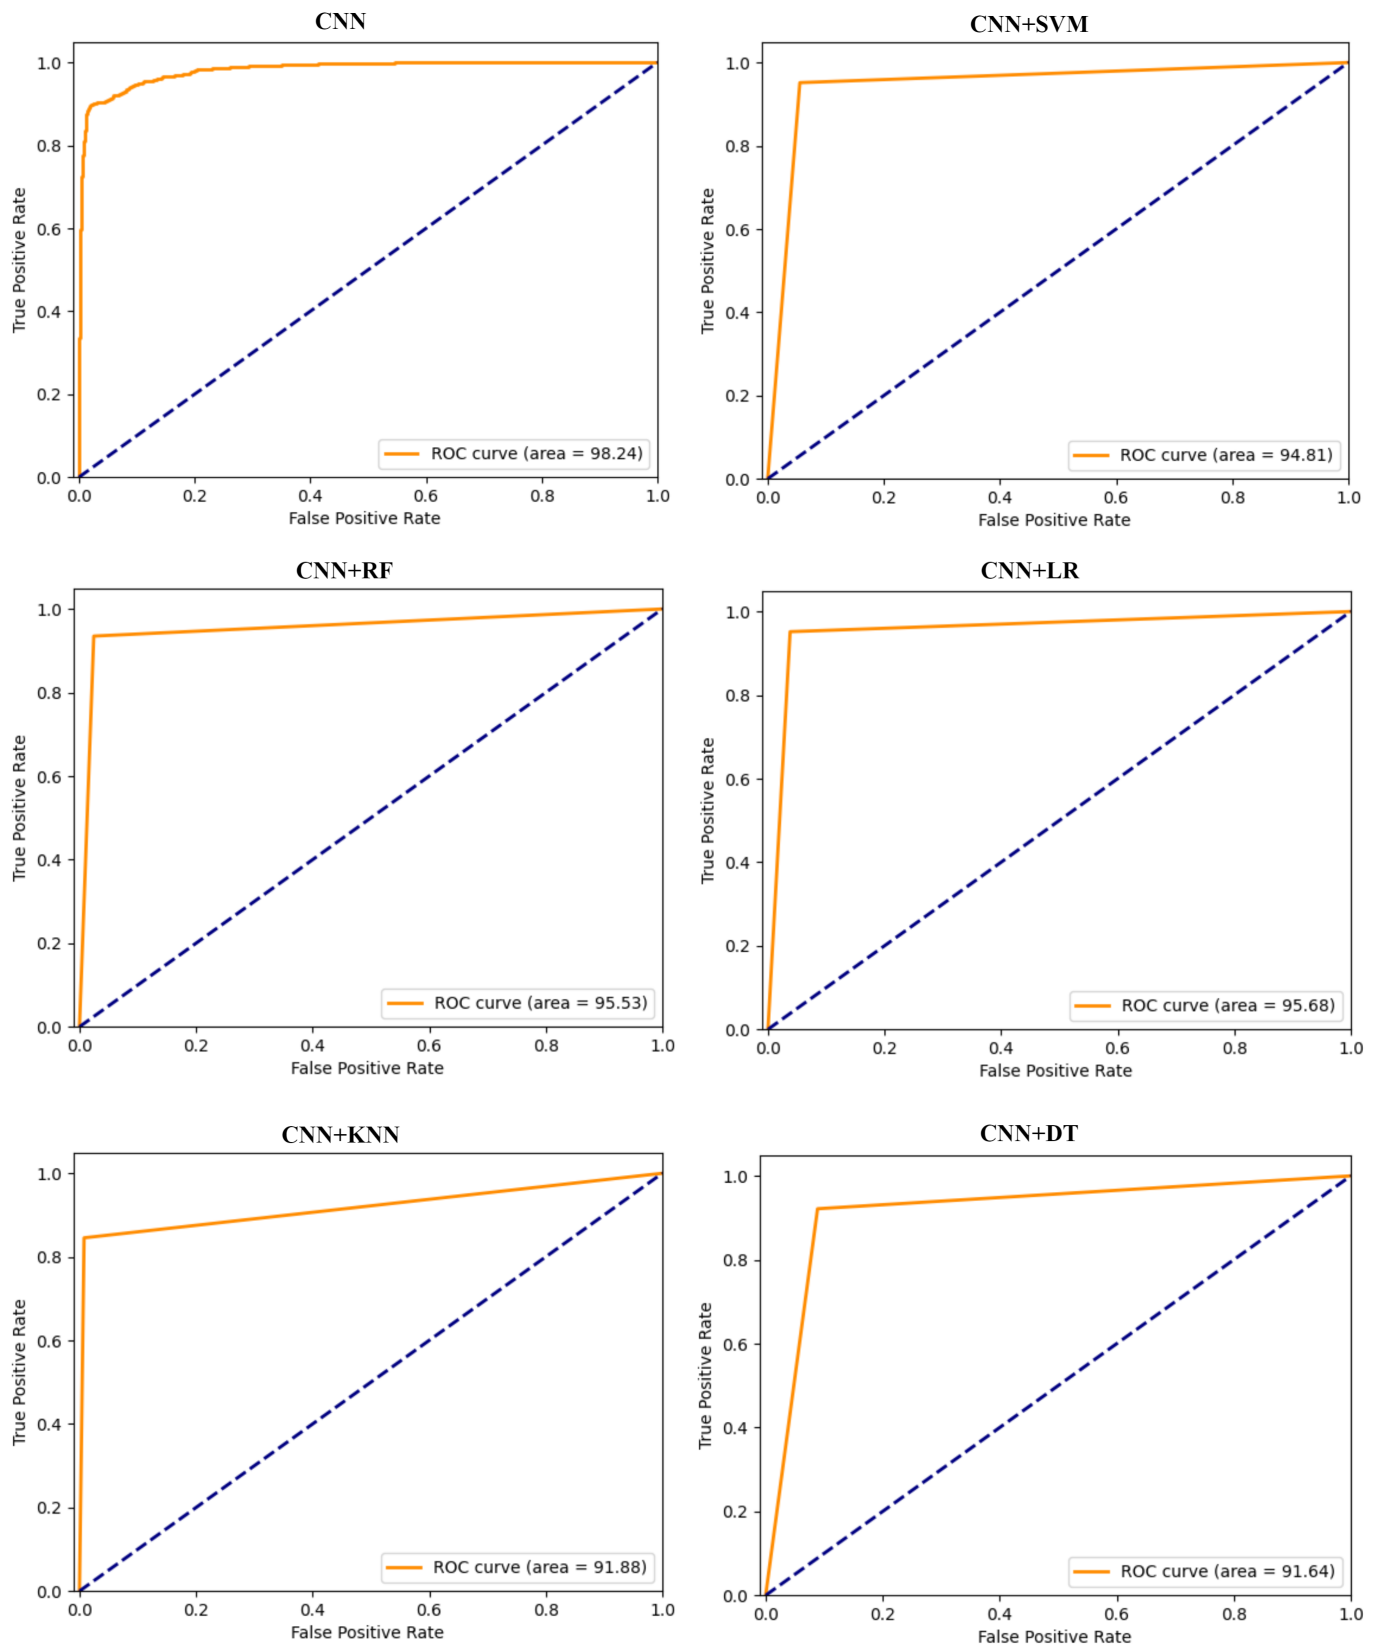 CNN
1.0
0.8
0.6
0.4
0.2
0.0
True Positive Rate
ROC curve (area = 98.24)
0.0 0.2 0.4 0.6 0.8 1.0
False Positive Rate
CNN+SVM
1.0
0.8
0.6
0.4
0.2
0.0
True Positive Rate
ROC curve (area = 94.81)
0.0 0.2 0.4 0.6 0.8 1.0
False Positive Rate
CNN+RF
1.0
0.8
0.6
0.4
0.2
0.0
True Positive Rate
ROC curve (area = 95.53)
0.0 0.2 0.4 0.6 0.8 1.0
False Positive Rate
CNN+LR
1.0
0.8
0.6
0.4
0.2
0.0
True Positive Rate
ROC curve (area = 95.68)
0.0 0.2 0.4 0.6 0.8 1.0
False Positive Rate
CNN+KNN
1.0
0.8
0.6
0.4
0.2
0.0
True Positive Rate
ROC curve (area = 91.88)
0.0 0.2 0.4 0.6 0.8 1.0
False Positive Rate
CNN+DT
1.0
0.8
0.6
0.4
0.2
0.0
True Positive Rate
ROC curve (area = 91.64)
0.0 0.2 0.4 0.6 0.8 1.0
False Positive Rate